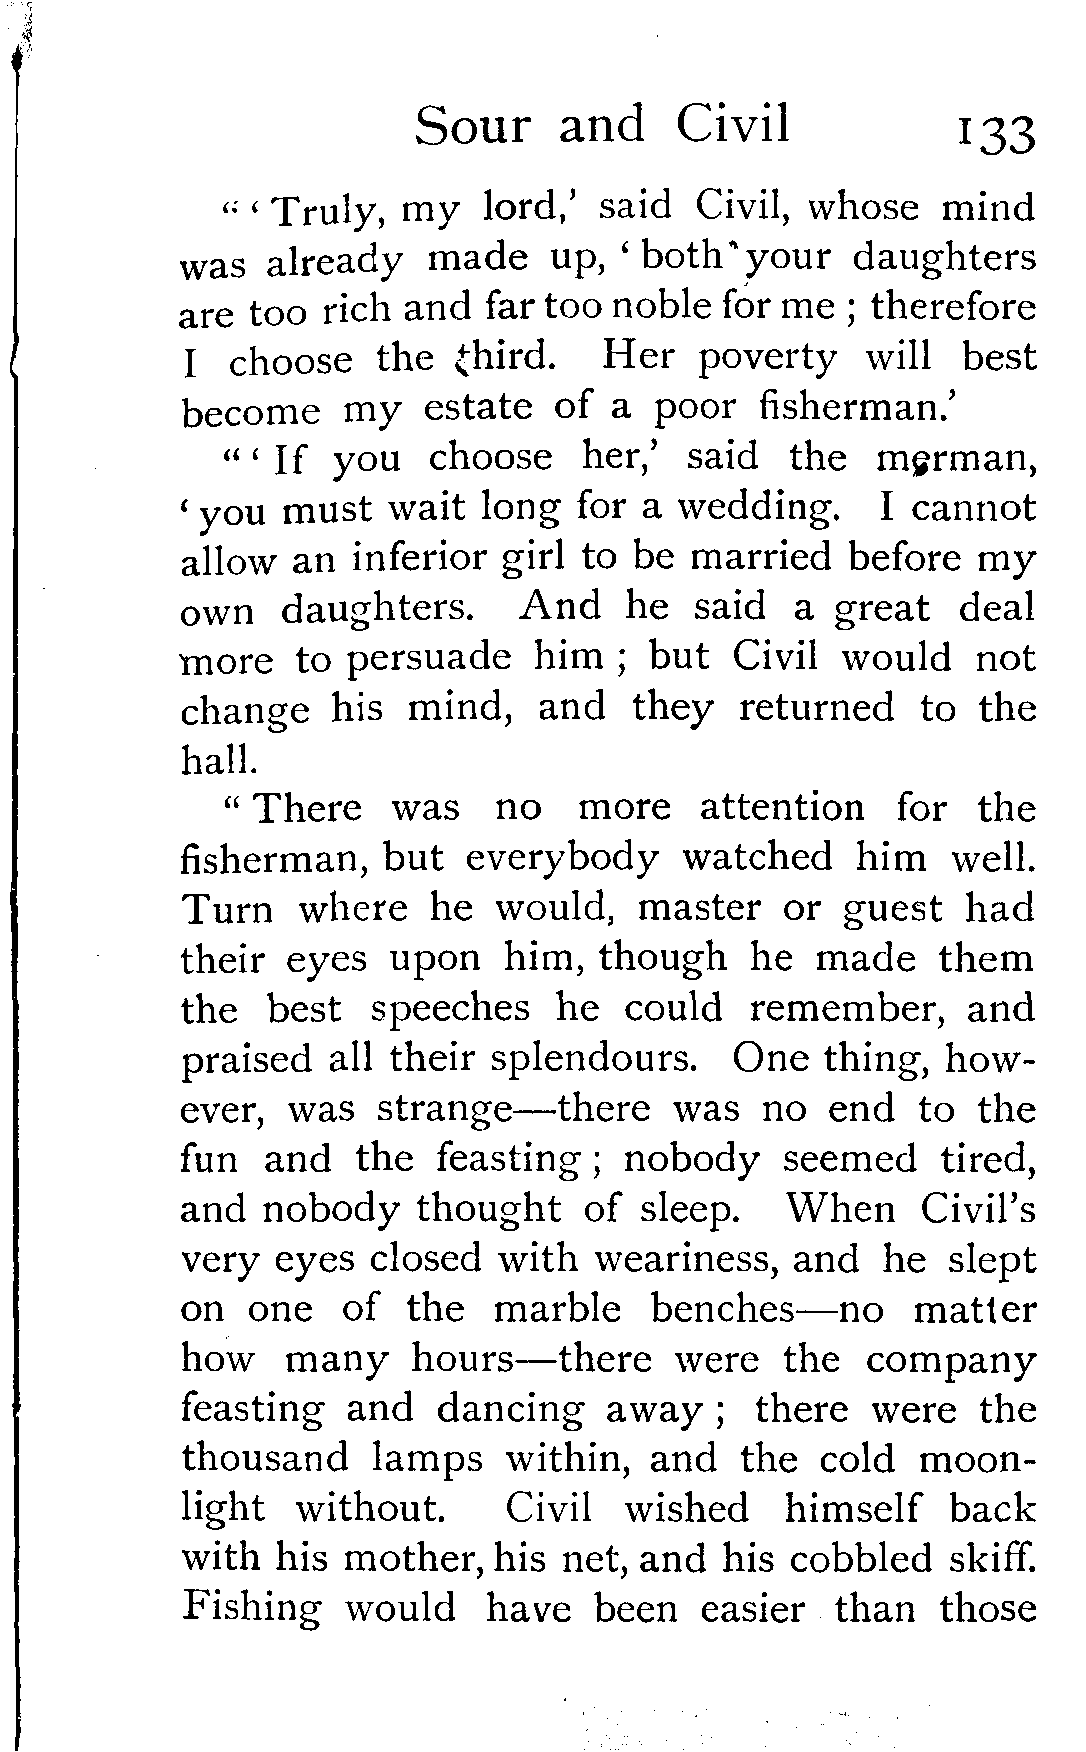 Sour and Civil 133
“ ‘ Truly, my lord,’ said Civil, whose mind
was already made up, ‘ both your daughters
are too rich and far too noble for me ; therefore
I choose the third. Her poverty will best
become my estate of a poor fisherman.’
“ ‘ If you choose her,’ said the merman,
‘ you must wait long for a wedding. I cannot
allow an inferior girl to be married before my
own daughters. And he said a great deal
more to persuade him ; but Civil would not
change his mind, and they returned to the
hall.
“ There was no more attention for the
fisherman, but everybody watched him well.
Turn where he would, master or guest had
their eyes upon him, though he made them
the best speeches he could remember, and
praised all their splendours. One thing, how-
ever, was strange—there was no end to the
fun and the feasting ; nobody seemed tired,
and nobody thought of sleep. When Civil’s
very eyes closed with weariness, and he slept
on one of the marble benches—no matter
how many hours—there were the company
feasting and dancing away ; there were the
thousand lamps within, and the cold moon-
light without. Civil wished himself back
with his mother, his net, and his cobbled skiff.
Fishing would have been easier than those